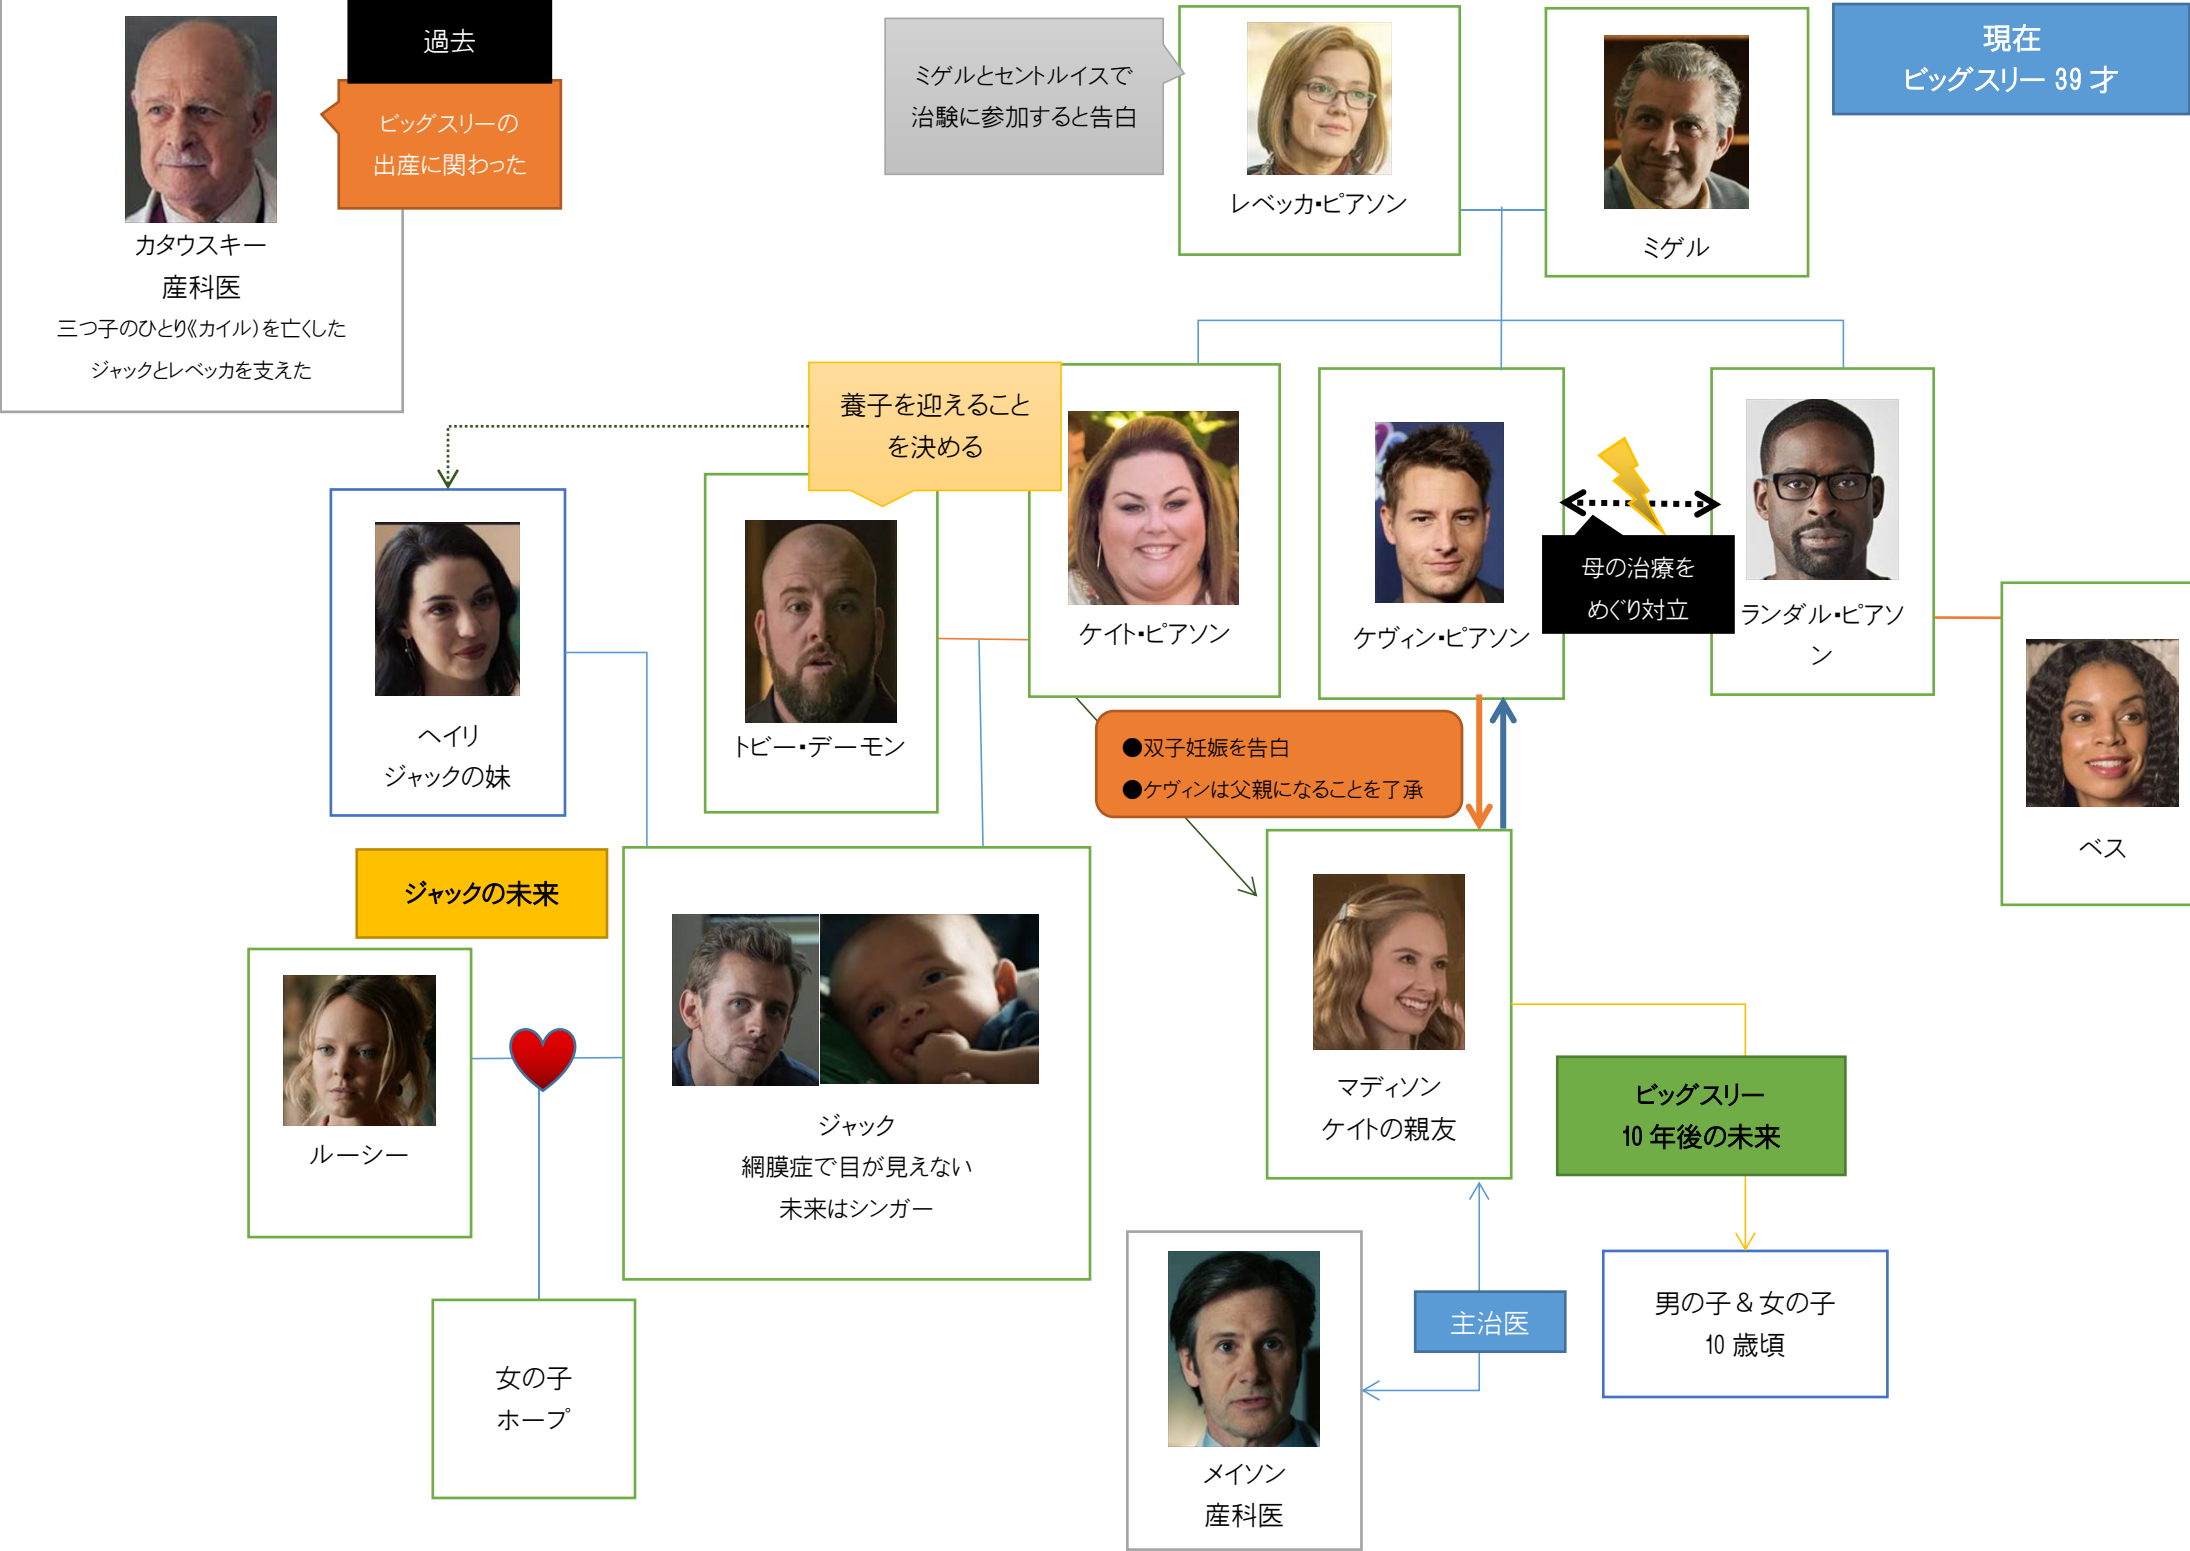 過去
ビッグスリーの
出産に関わった
カタウスキー
産科医
三つ子のひとり《カイル）を亡くした
ジャックとレベッカを支えた
ミゲルとセントルイスで
治験に参加すると告白
レベッカ・ピアソン
ミゲル
現在
ビッグスリー 39 才
養子を迎えること
を決める
ヘイリ
ジャックの妹
トビー・デーモン
ケイト・ピアソン
ケヴィン・ピアソン
母の治療を
めぐり対立
ランダル・ピアソ
ン
ベス
●双子妊娠を告白
●ケヴィンは父親になることを了承
ジャックの未来
ルーシー
ジャック
網膜症で目が見えない
未来はシンガー
マディソン
ケイトの親友
ビッグスリー
10 年後の未来
女の子
ホープ
メイソン
産科医
主治医
男の子 & 女の子
10 歳頃